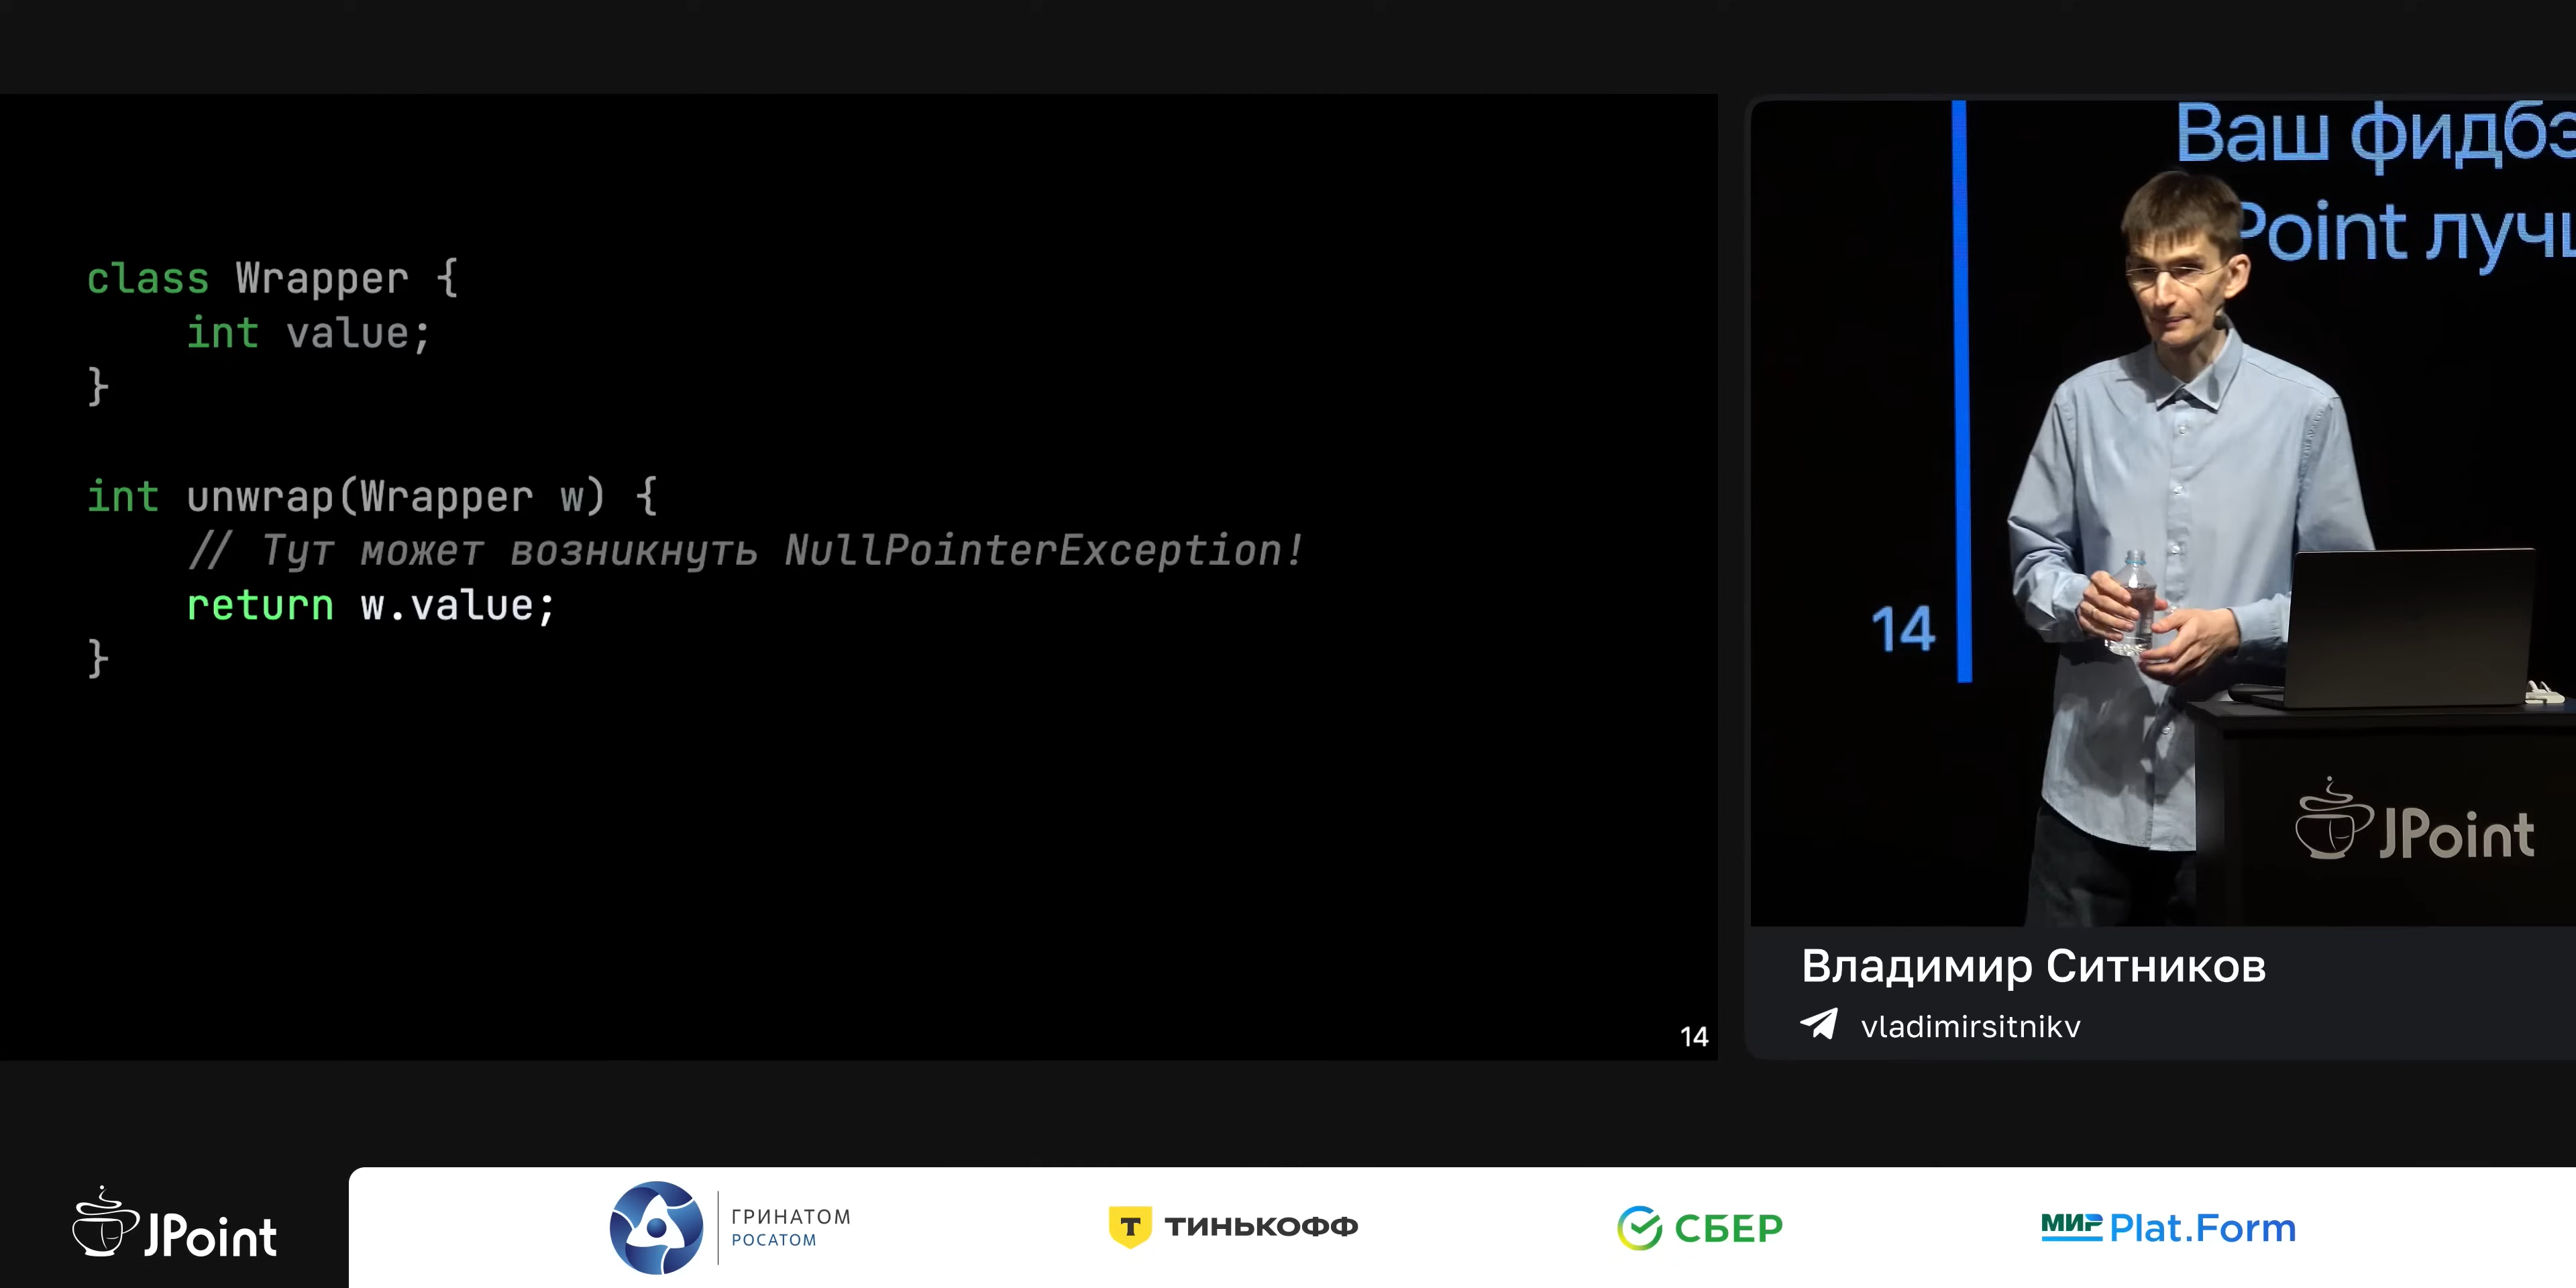 class Wrapper {
    int value;
}
int unwrap(Wrapper w) {
    // Тут может возникнуть NullPointerException!
    return w.value;
}
14
Ваш фидбэ
Point лучш
14
JPoint
Владимир Ситников
vladimirsitnikv
JPoint
ГРИНАТОМ
РОСАТОМ
Т ТИНЬКОФФ
СБЕР
МИР Plat.Form